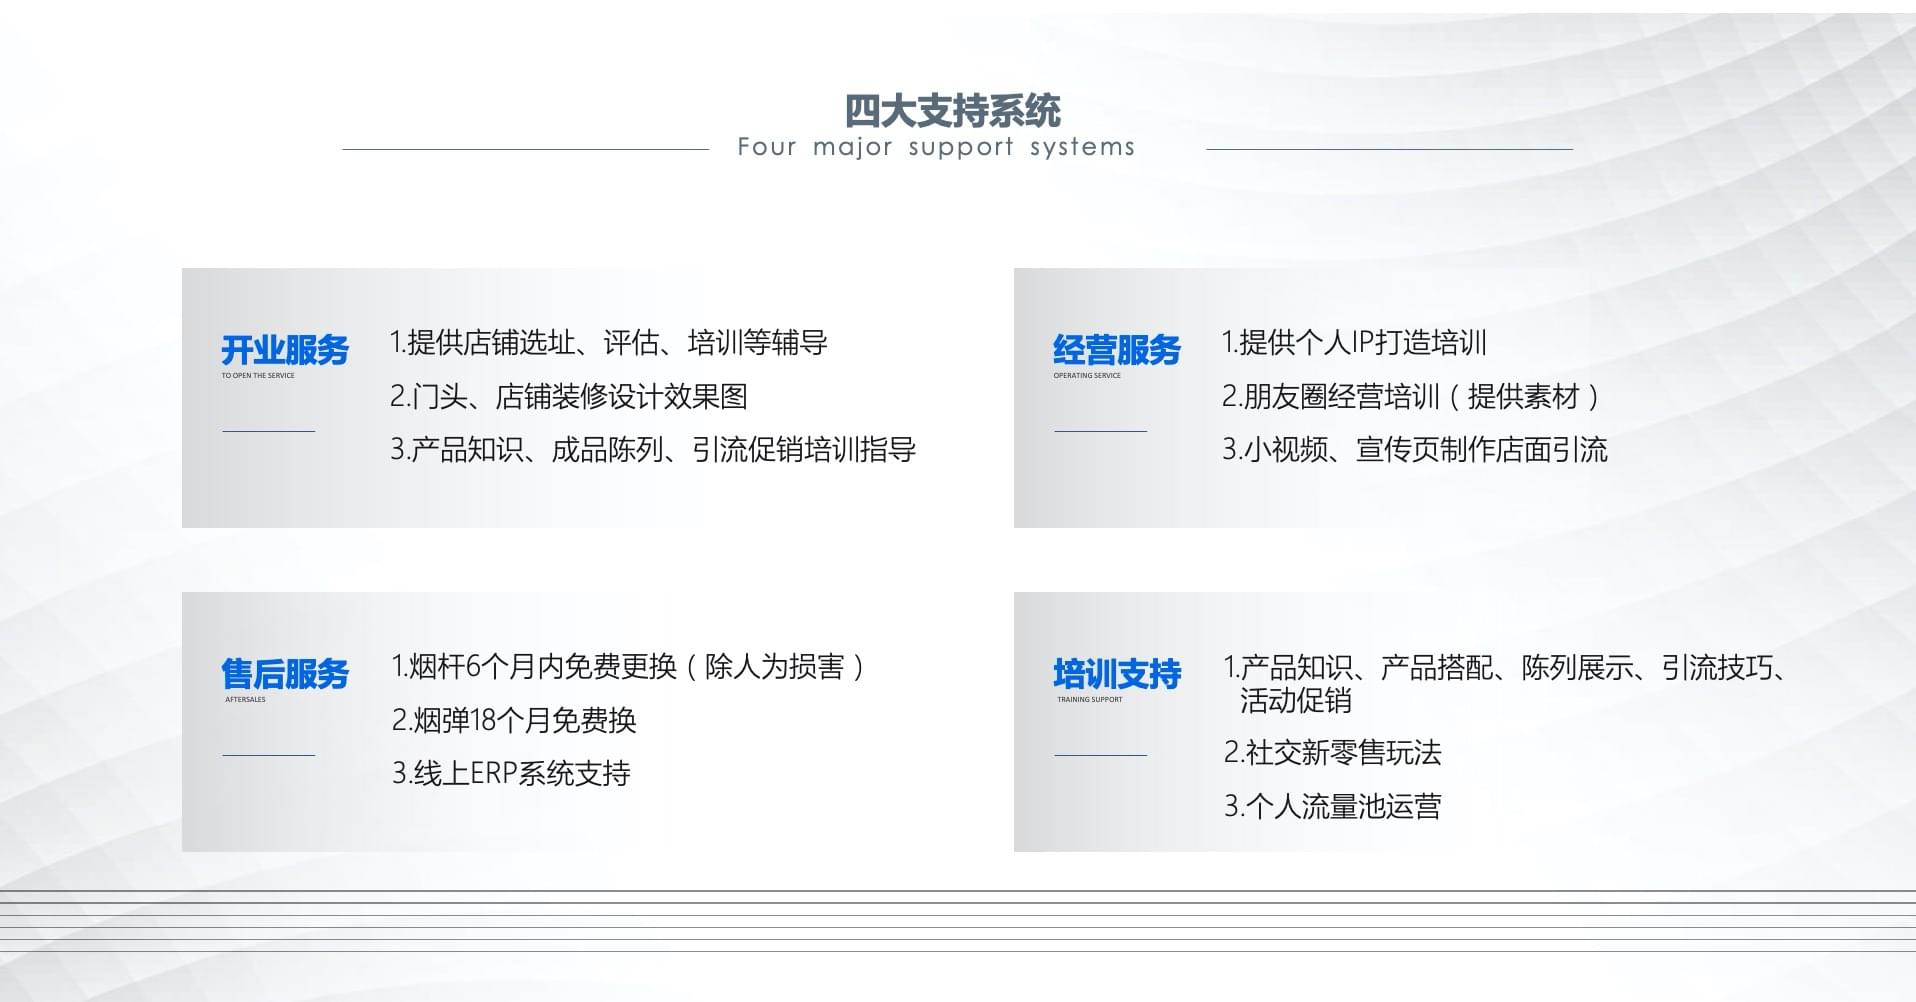 四大支持系统
Four major support systems
开业服务
TO OPEN THE SERVICE
1.提供店铺选址、评估、培训等辅导
2.门头、店铺装修设计效果图
3.产品知识、成品陈列、引流促销培训指导
经营服务
OPERATING SERVICE
1.提供个人IP打造培训
2.朋友圈经营培训（提供素材）
3.小视频、宣传页制作店面引流
售后服务
AFTERSALES
1.烟杆6个月内免费更换（除人为损害）
2.烟弹18个月免费换
3.线上ERP系统支持
培训支持
TRAINING SUPPORT
1.产品知识、产品搭配、陈列展示、引流技巧、
活动促销
2.社交新零售玩法
3.个人流量池运营